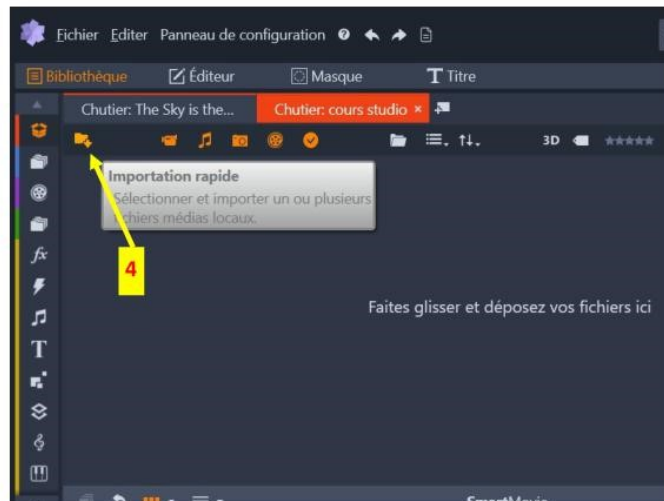 Fichier Editer Panneau de configuration ?
Bibliothèque Éditeur Masque T Titre
Chutier: The Sky is the... Chutier: cours studio ×
3D
Importation rapide
Sélectionner et importer un ou plusieurs
fichiers médias locaux.
fx
4
Faites glisser et déposez vos fichiers ici
T
SmartMovie